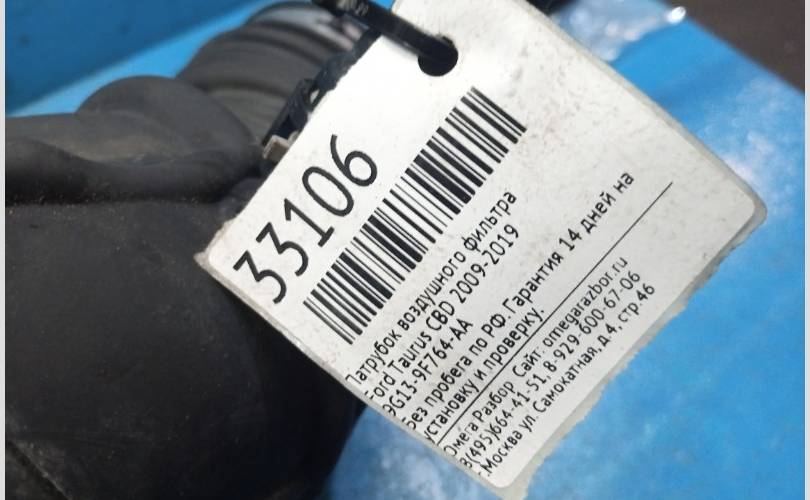 33106
Патрубок воздушного фильтра
Ford Taurus CBD 2009-2019
9G13-9F764-AA
Без пробега по РФ.Гарантия 14 дней на
установку и проверку.
Омега Разбор Сайт: omegarazbor.ru
8(495)664-41-51, 8-929-600-67-06
г.Москва ул. Самокатная, д.4, стр.46